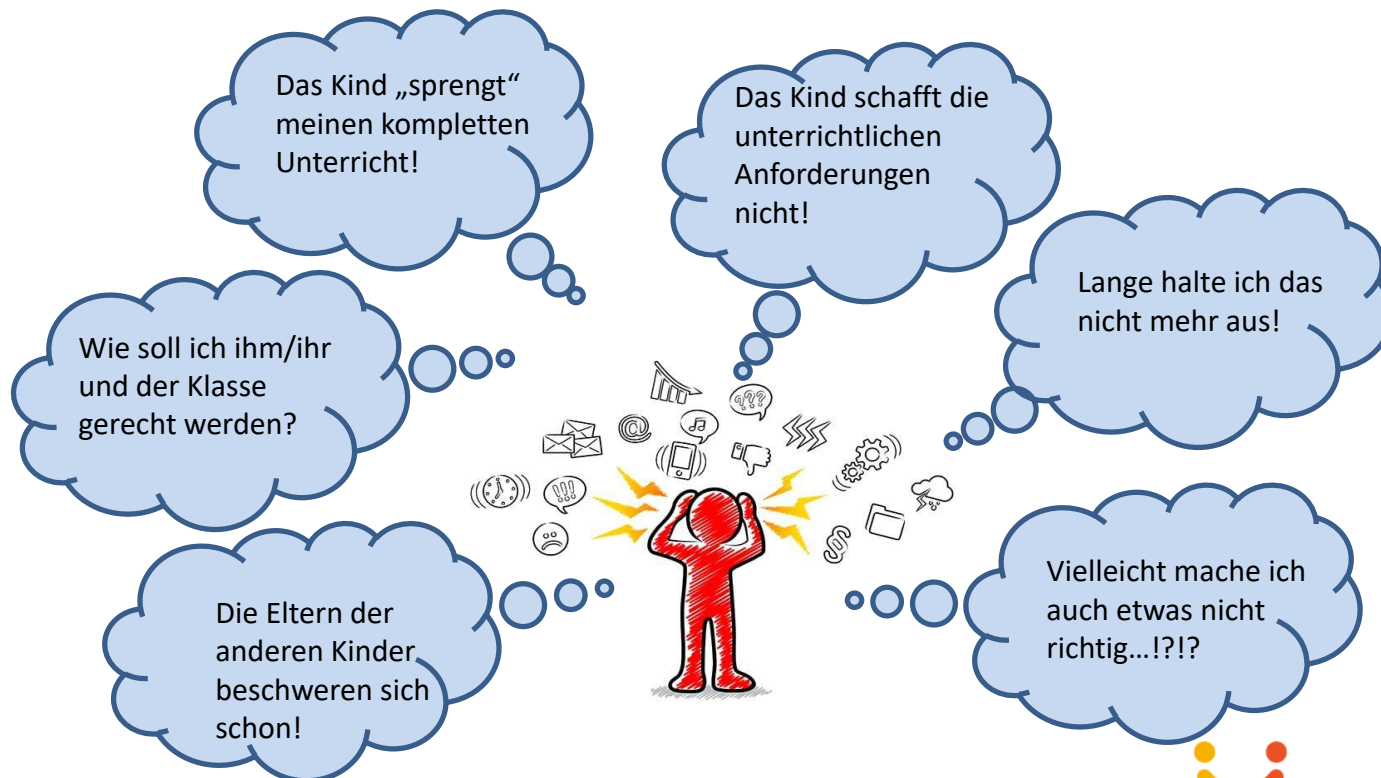 Das Kind „sprengt“
meinen kompletten
Unterricht!
Das Kind schafft die
unterrichtlichen
Anforderungen
nicht!
Lange halte ich das
nicht mehr aus!
Wie soll ich ihm/ihr
und der Klasse
gerecht werden?
???
@
!!!
§
Die Eltern der
anderen Kinder
beschweren sich
schon!
Vielleicht mache ich
auch etwas nicht
richtig…!?!?